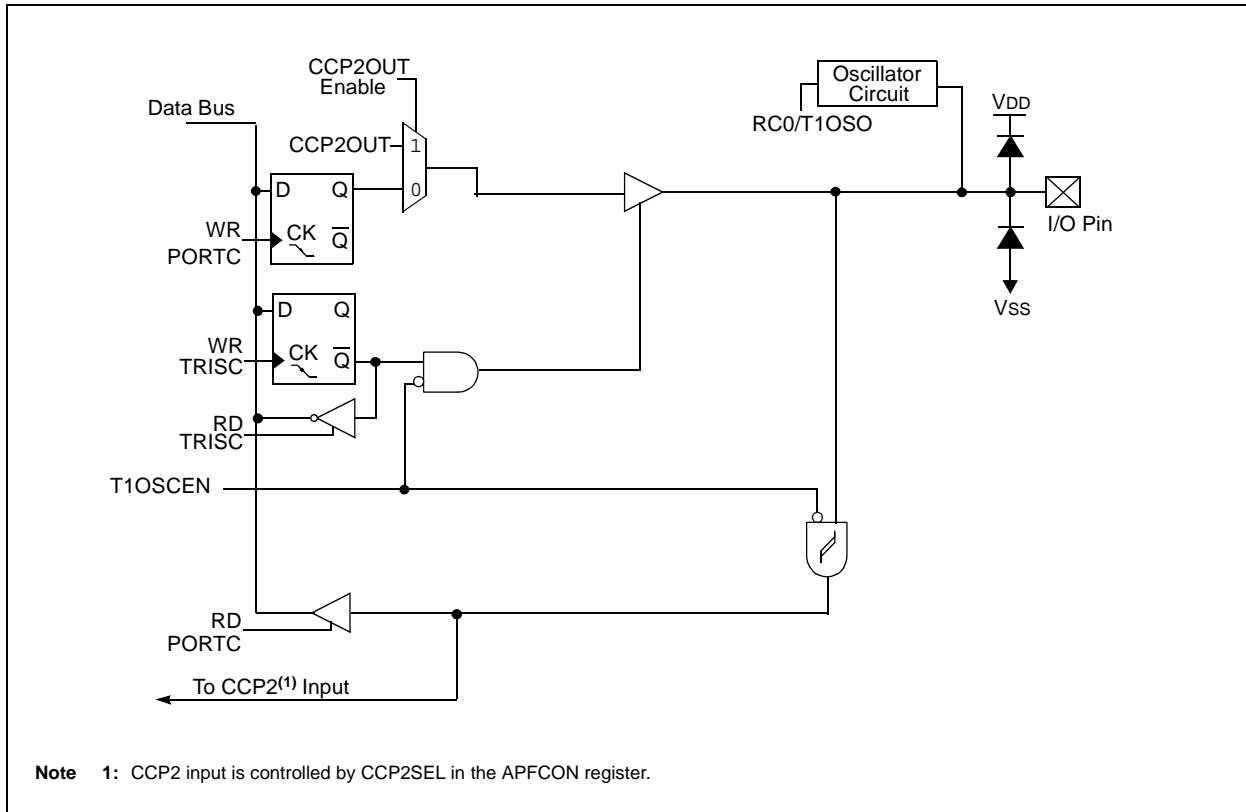 CCP2OUT
Enable
Data Bus
CCP2OUT
1
0
D Q
WR
PORTC
CK Q̅
Oscillator
Circuit
RC0/T1OSO
VDD
I/O Pin
VSS
D Q
WR
TRISC
CK Q̅
RD
TRISC
T1OSCEN
RD
PORTC
To CCP2(1) Input
Note 1: CCP2 input is controlled by CCP2SEL in the APFCON register.